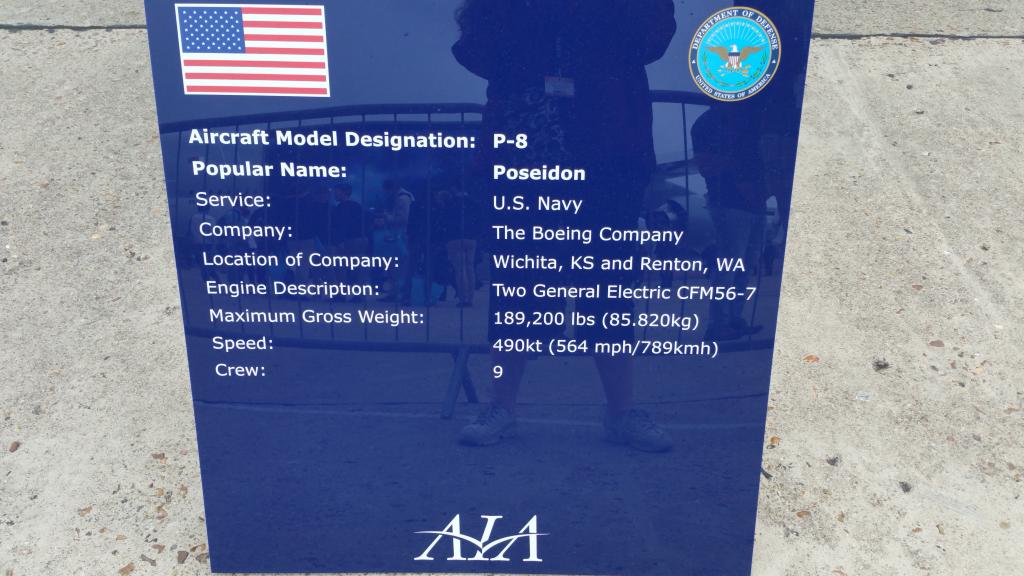 DEPARTMENT OF DEFENSE
UNITED STATES OF AMERICA
Aircraft Model Designation: P-8
Popular Name: Poseidon
Service: U.S. Navy
Company: The Boeing Company
Location of Company: Wichita, KS and Renton, WA
Engine Description: Two General Electric CFM56-7
Maximum Gross Weight: 189,200 lbs (85.820kg)
Speed: 490kt (564 mph/789kmh)
Crew: 9
AIA